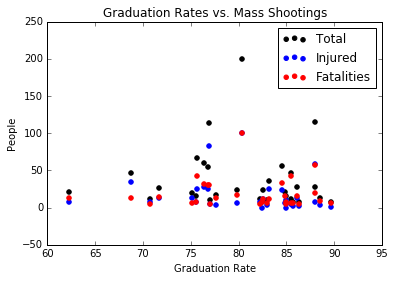 Graduation Rates vs. Mass Shootings
250
200
150
100
50
0
−50
People
Total
Injured
Fatalities
60 65 70 75 80 85 90 95
Graduation Rate